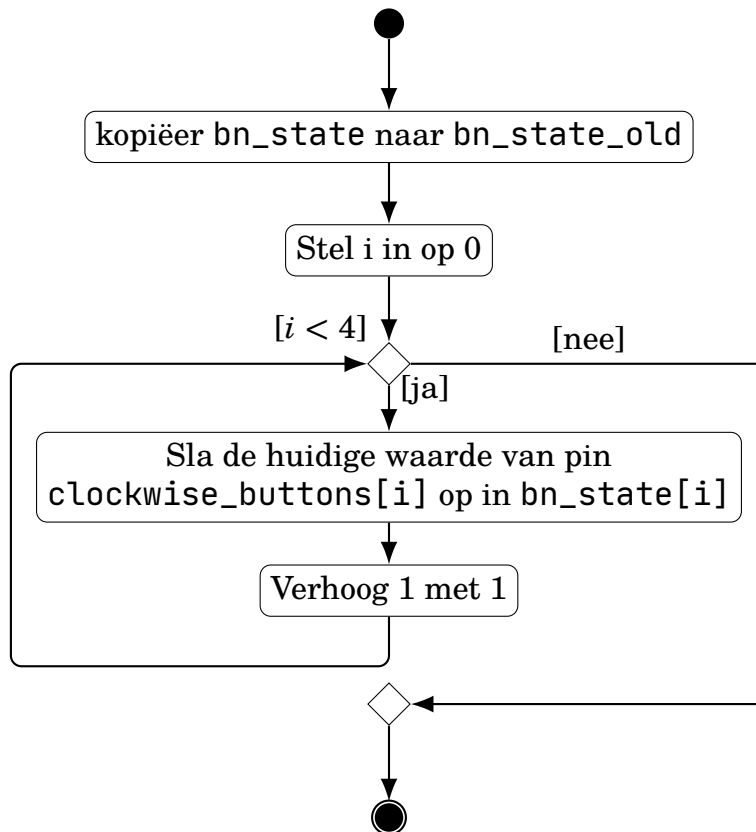 kopiëer bn_state naar bn_state_old
Stel i in op 0
[i < 4]
[nee]
[ja]
Sla de huidige waarde van pin
clockwise_buttons[i] op in bn_state[i]
Verhoog 1 met 1